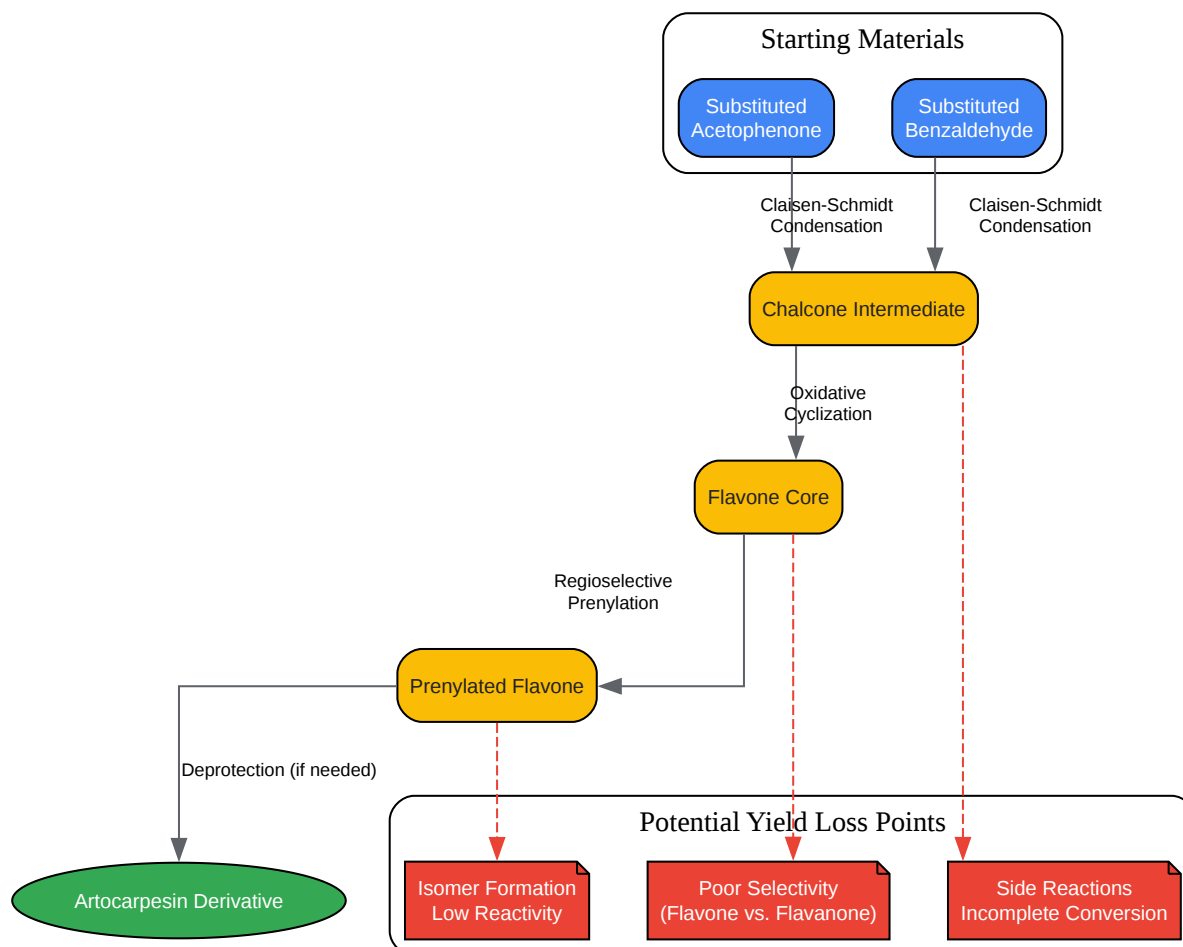 Starting Materials
Substituted
Acetophenone
Substituted
Benzaldehyde
Claisen-Schmidt
Condensation
Claisen-Schmidt
Condensation
Chalcone Intermediate
Oxidative
Cyclization
Flavone Core
Regioselective
Prenylation
Prenylated Flavone
Deprotection (if needed)
Potential Yield Loss Points
Artocarpesin Derivative
Isomer Formation
Low Reactivity
Poor Selectivity
(Flavone vs. Flavanone)
Side Reactions
Incomplete Conversion